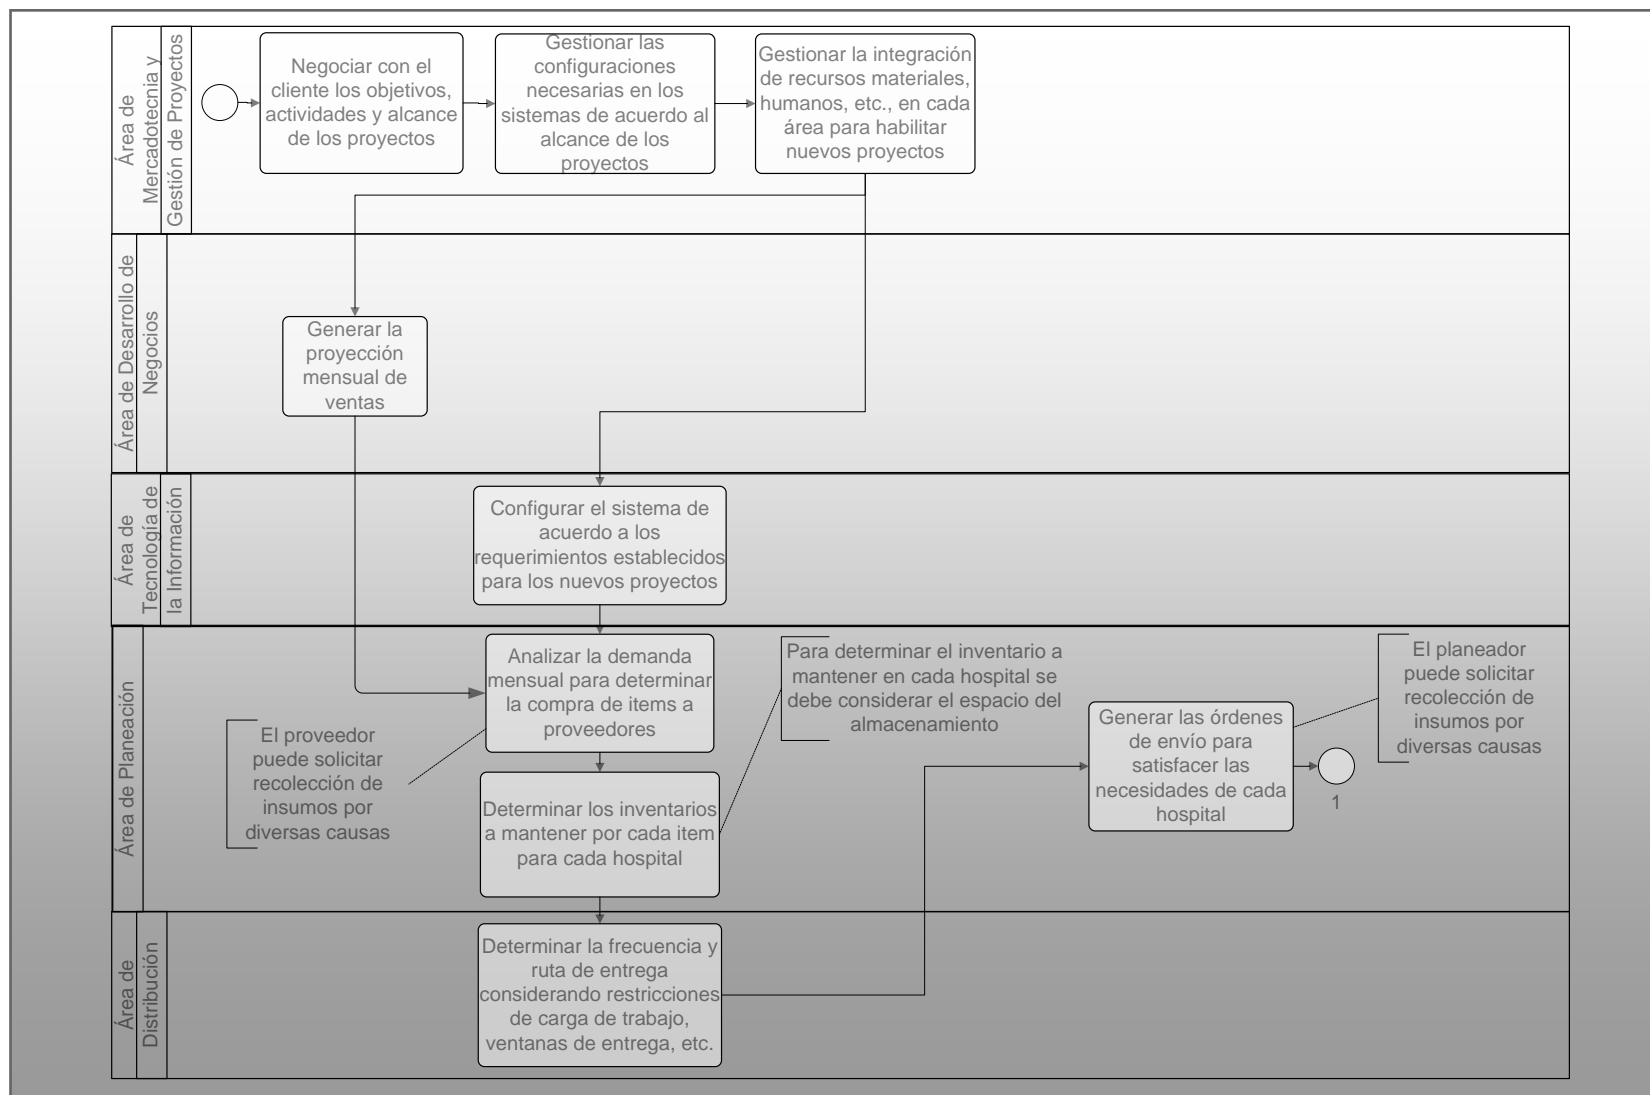 Área de
Mercadotecnia y
Gestión de Proyectos
Negociar con el
cliente los objetivos,
actividades y alcance
de los proyectos
Gestionar las
configuraciones
necesarias en los
sistemas de acuerdo al
alcance de los
proyectos
Gestionar la integración
de recursos materiales,
humanos, etc., en cada
área para habilitar
nuevos proyectos
Área de Desarrollo de
Negocios
Generar la
proyección
mensual de
ventas
Área de
Tecnología de
la Información
Configurar el sistema de
acuerdo a los
requerimientos establecidos
para los nuevos proyectos
Área de Planeación
El proveedor
puede solicitar
recolección de
insumos por
diversas causas
Analizar la demanda
mensual para determinar
la compra de items a
proveedores
Determinar los inventarios
a mantener por cada item
para cada hospital
Para determinar el inventario a
mantener en cada hospital se
debe considerar el espacio del
almacenamiento
Generar las órdenes
de envío para
satisfacer las
necesidades de cada
hospital
1
El planeador
puede solicitar
recolección de
insumos por
diversas causas
Área de
Distribución
Determinar la frecuencia y
ruta de entrega
considerando restricciones
de carga de trabajo,
ventanas de entrega, etc.